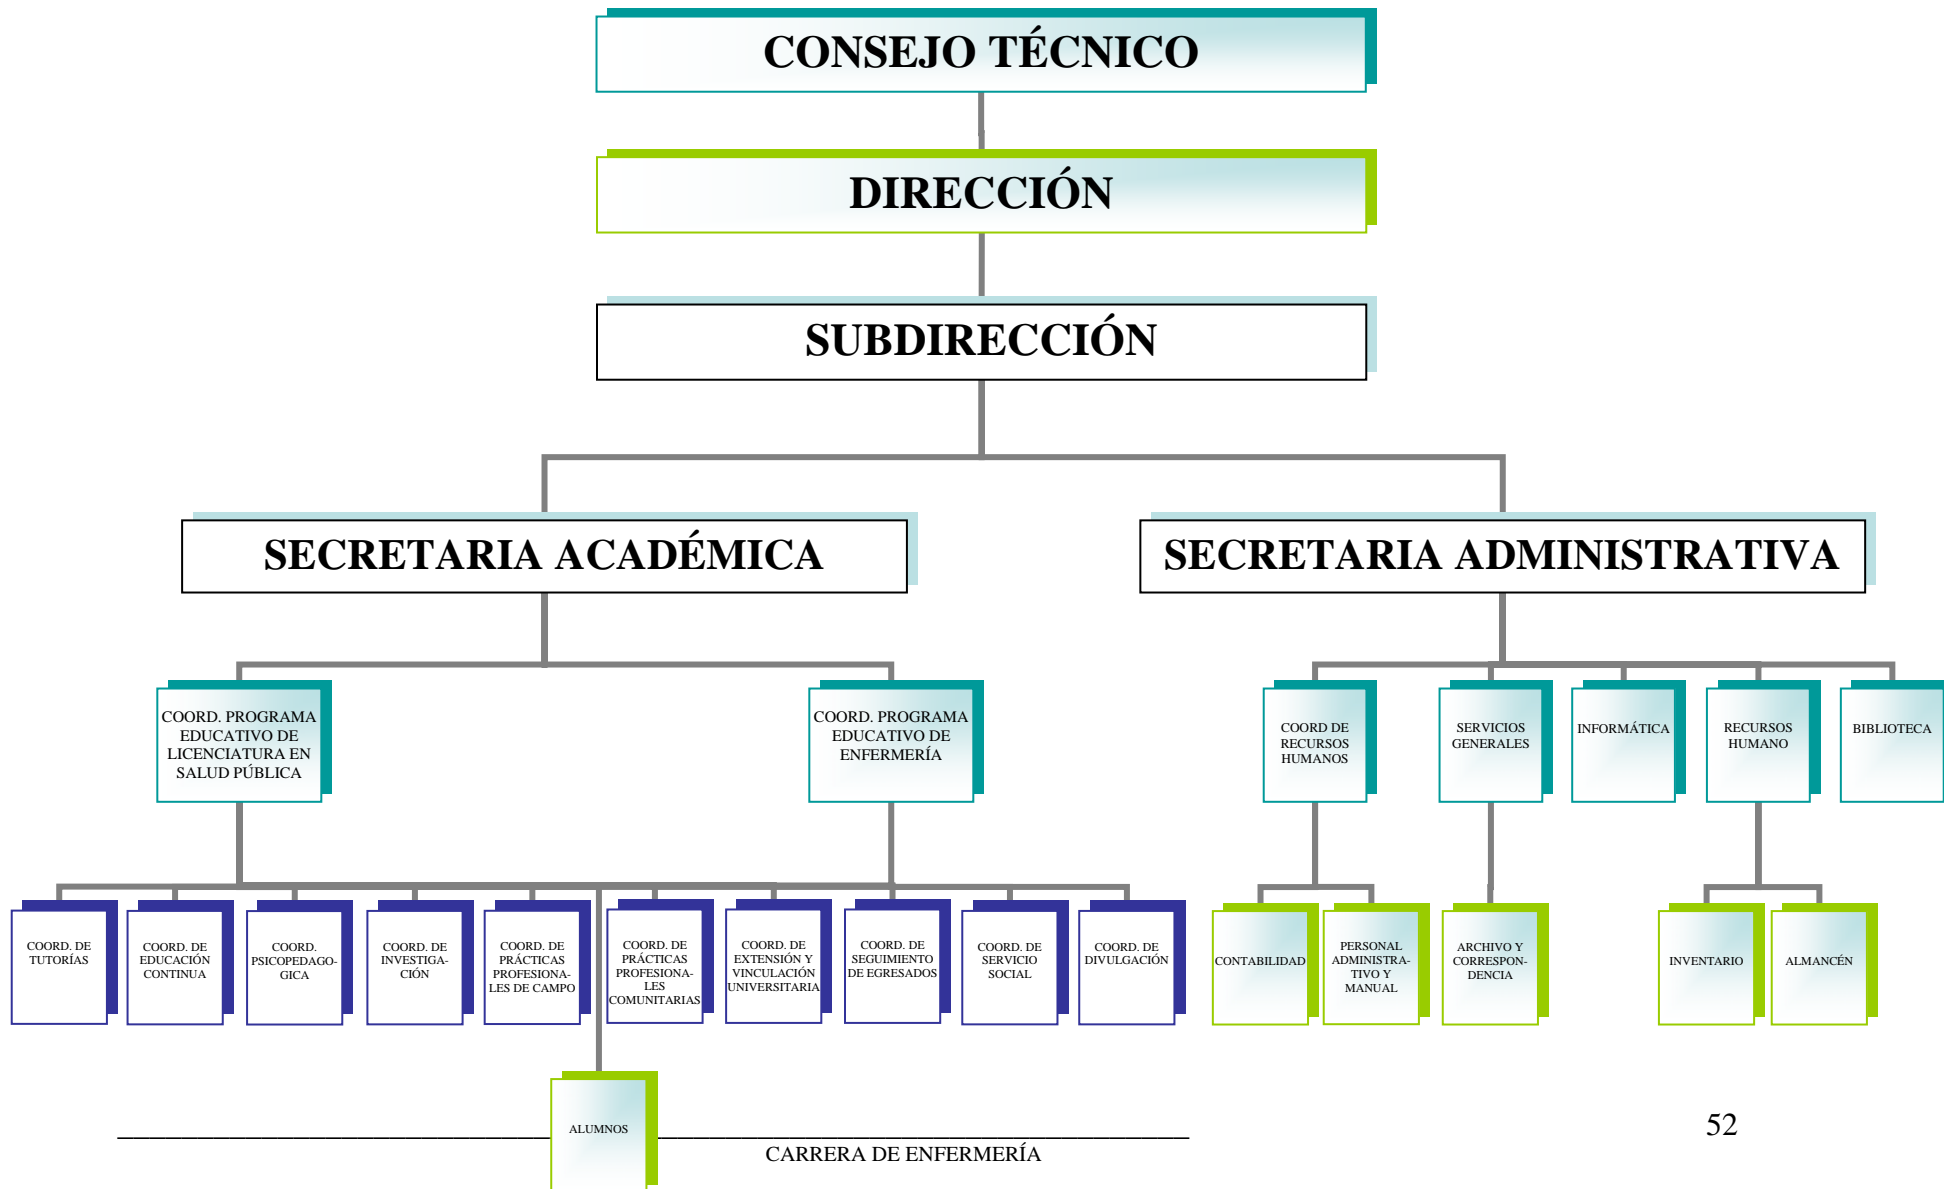 CONSEJO TÉCNICO
DIRECCIÓN
SUBDIRECCIÓN
SECRETARIA ACADÉMICA
SECRETARIA ADMINISTRATIVA
COORD. PROGRAMA
EDUCATIVO DE
LICENCIATURA EN
SALUD PÚBLICA
COORD. PROGRAMA
EDUCATIVO DE
ENFERMERÍA
COORD DE
RECURSOS
HUMANOS
SERVICIOS
GENERALES
INFORMÁTICA
RECURSOS
HUMANO
BIBLIOTECA
COORD. DE
TUTORÍAS
COORD. DE
EDUCACIÓN
CONTINUA
COORD.
PSICOPEDAGO-
GICA
COORD. DE
INVESTIGA-
CIÓN
COORD. DE
PRÁCTICAS
PROFESIONA-
LES DE CAMPO
COORD. DE
PRÁCTICAS
PROFESIONA-
LES
COMUNITARIAS
COORD. DE
EXTENSIÓN Y
VINCULACIÓN
UNIVERSITARIA
COORD. DE
SEGUIMIENTO
DE EGRESADOS
COORD. DE
SERVICIO
SOCIAL
COORD. DE
DIVULGACIÓN
CONTABILIDAD
PERSONAL
ADMINISTRA-
TIVO Y
MANUAL
ARCHIVO Y
CORRESPON-
DENCIA
INVENTARIO
ALMANCÉN
ALUMNOS
52
CARRERA DE ENFERMERÍA